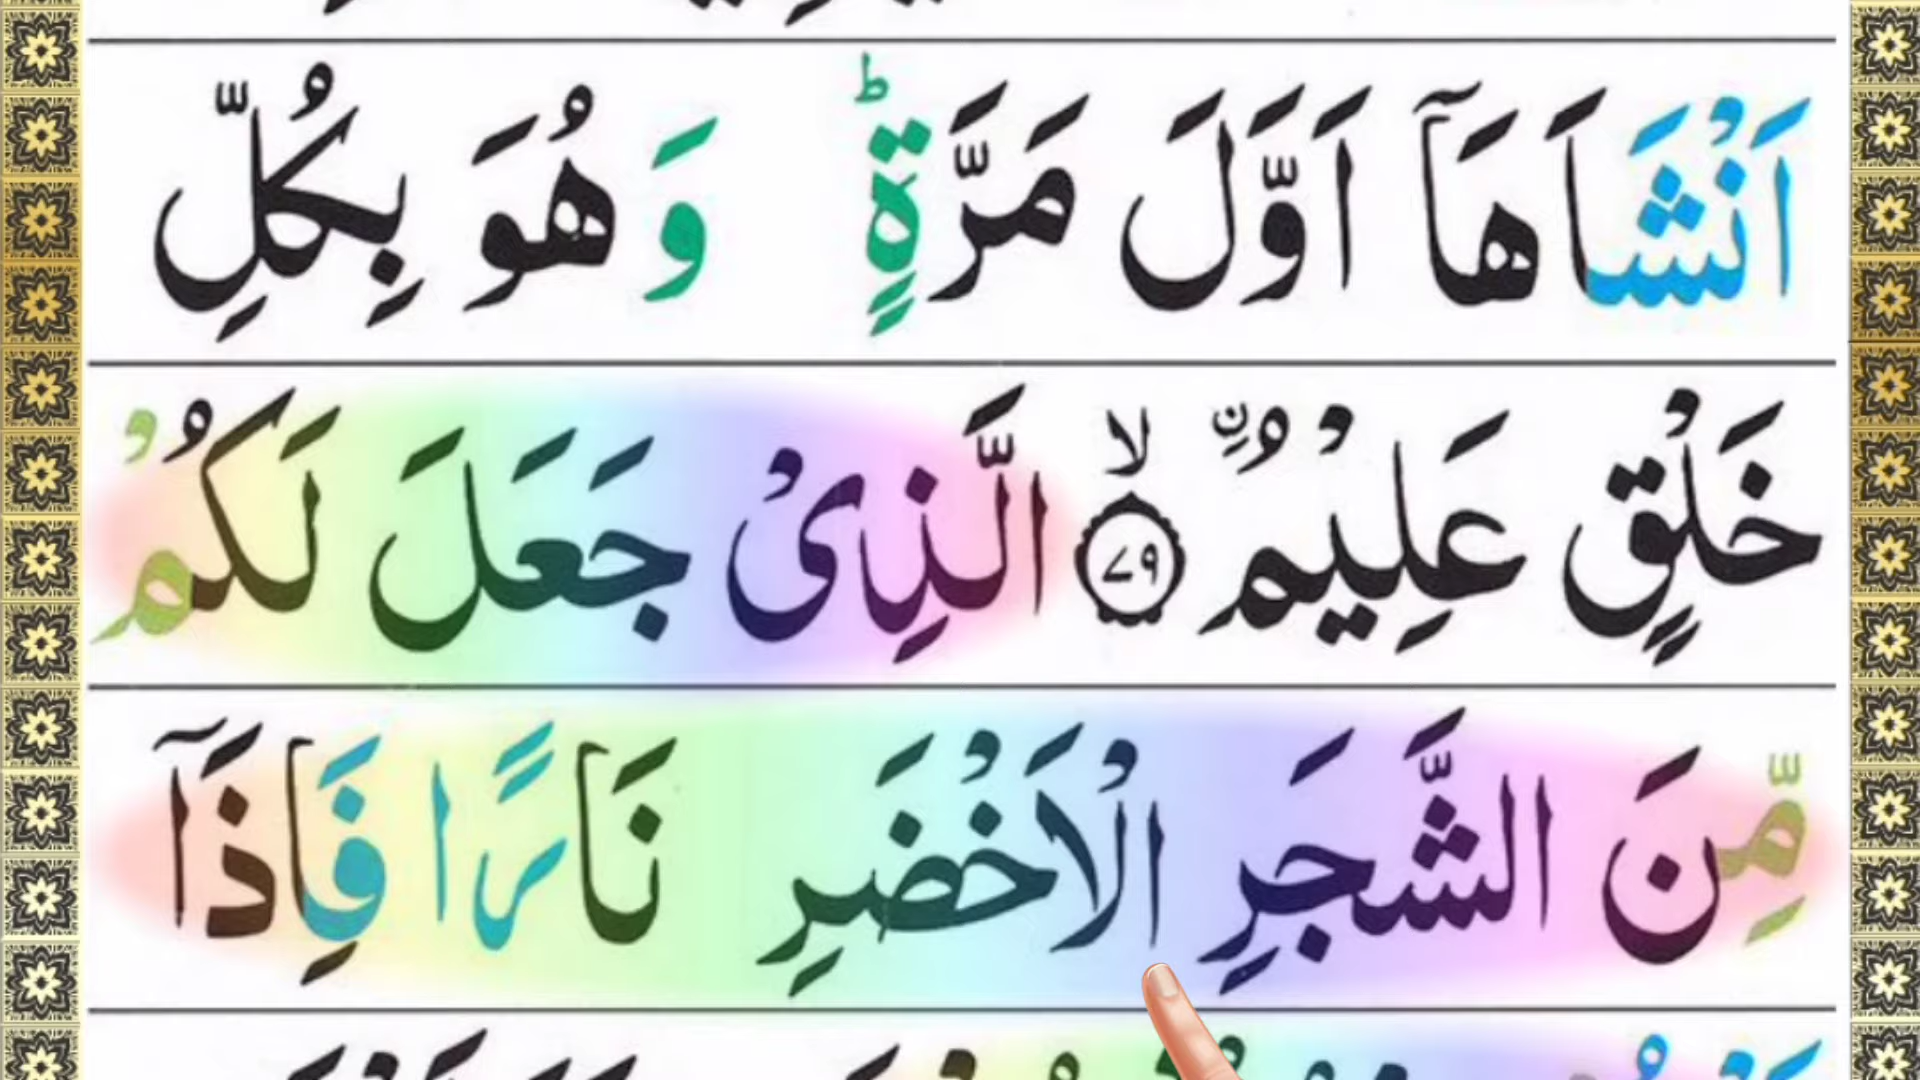 اَنْشَاَهَآ اَوَّلَ مَرَّةٍ ؕ وَ هُوَ بِكُلِّ
خَلْقٍ عَلِیْمُ ۙ۟ ﴿۷۹﴾ الَّذِیْ جَعَلَ لَكُمْ
مِّنَ الشَّجَرِ الْاَخْضَرِ نَارًا فَاِذَاۤ